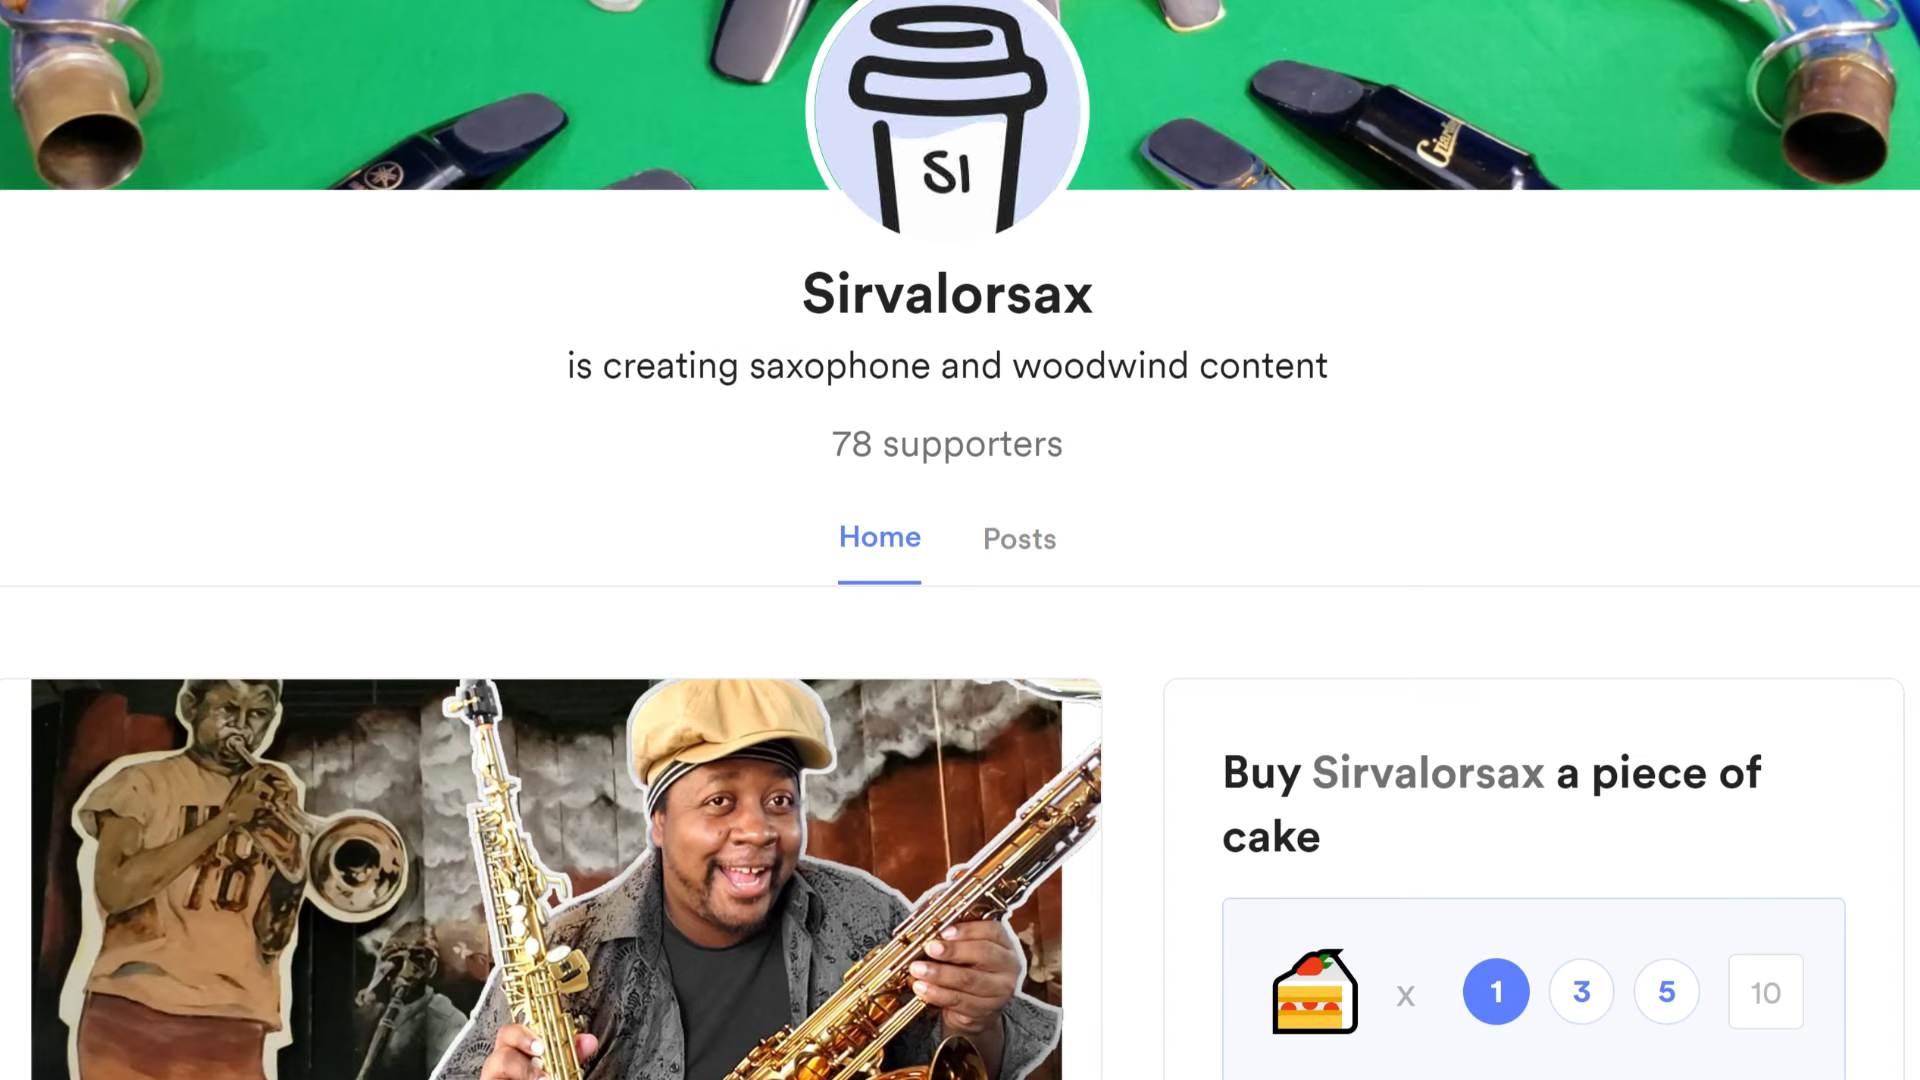 Giardinelli
SI
Sirvalorsax
is creating saxophone and woodwind content
78 supporters
Home
Posts
Buy Sirvalorsax a piece of
cake
x
1
3
5
10